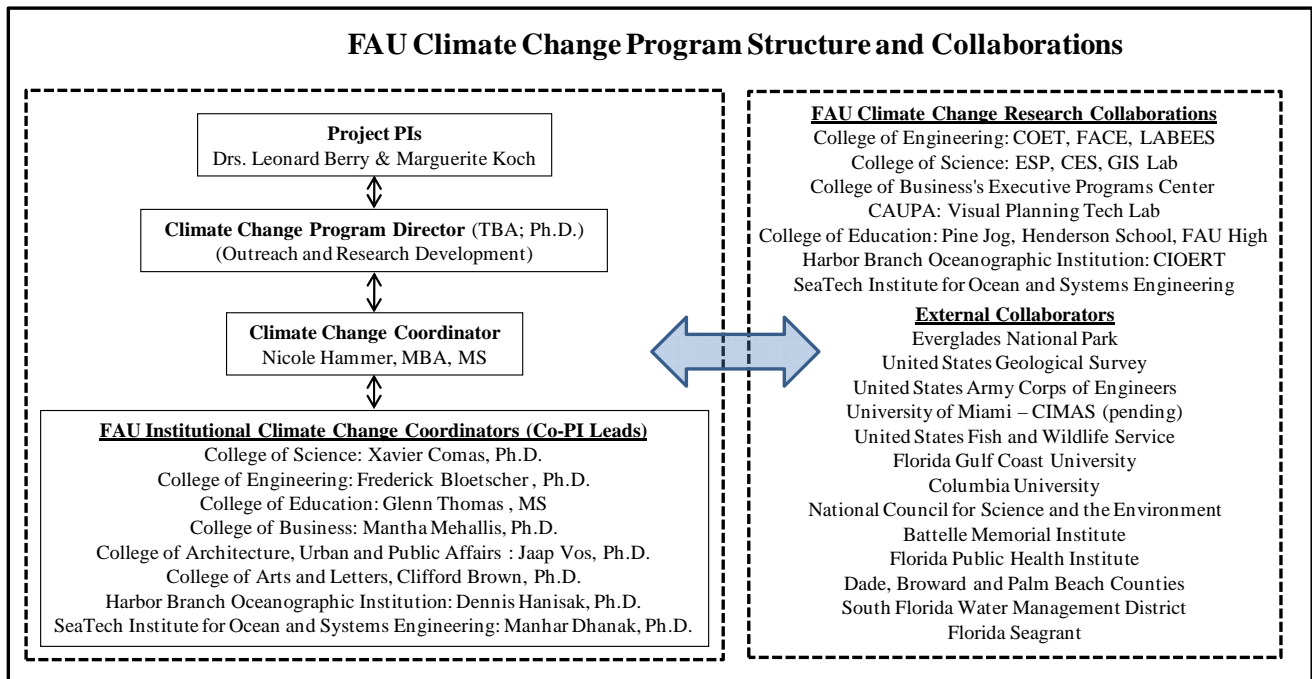 FAU Climate Change Program Structure and Collaborations
Project PIs
Drs. Leonard Berry & Marguerite Koch
Climate Change Program Director (TBA; Ph.D.)
(Outreach and Research Development)
Climate Change Coordinator
Nicole Hammer, MBA, MS
FAU Institutional Climate Change Coordinators (Co-PI Leads)
College of Science: Xavier Comas, Ph.D.
College of Engineering: Frederick Bloetscher , Ph.D.
College of Education: Glenn Thomas , MS
College of Business: Mantha Mehallis, Ph.D.
College of Architecture, Urban and Public Affairs : Jaap Vos, Ph.D.
College of Arts and Letters, Clifford Brown, Ph.D.
Harbor Branch Oceanographic Institution: Dennis Hanisak, Ph.D.
SeaTech Institute for Ocean and Systems Engineering: Manhar Dhanak, Ph.D.
FAU Climate Change Research Collaborations
College of Engineering: COET, FACE, LABEES
College of Science: ESP, CES, GIS Lab
College of Business's Executive Programs Center
CAUPA: Visual Planning Tech Lab
College of Education: Pine Jog, Henderson School, FAU High
Harbor Branch Oceanographic Institution: CIOERT
SeaTech Institute for Ocean and Systems Engineering
External Collaborators
Everglades National Park
United States Geological Survey
United States Army Corps of Engineers
University of Miami – CIMAS (pending)
United States Fish and Wildlife Service
Florida Gulf Coast University
Columbia University
National Council for Science and the Environment
Battelle Memorial Institute
Florida Public Health Institute
Dade, Broward and Palm Beach Counties
South Florida Water Management District
Florida Seagrant